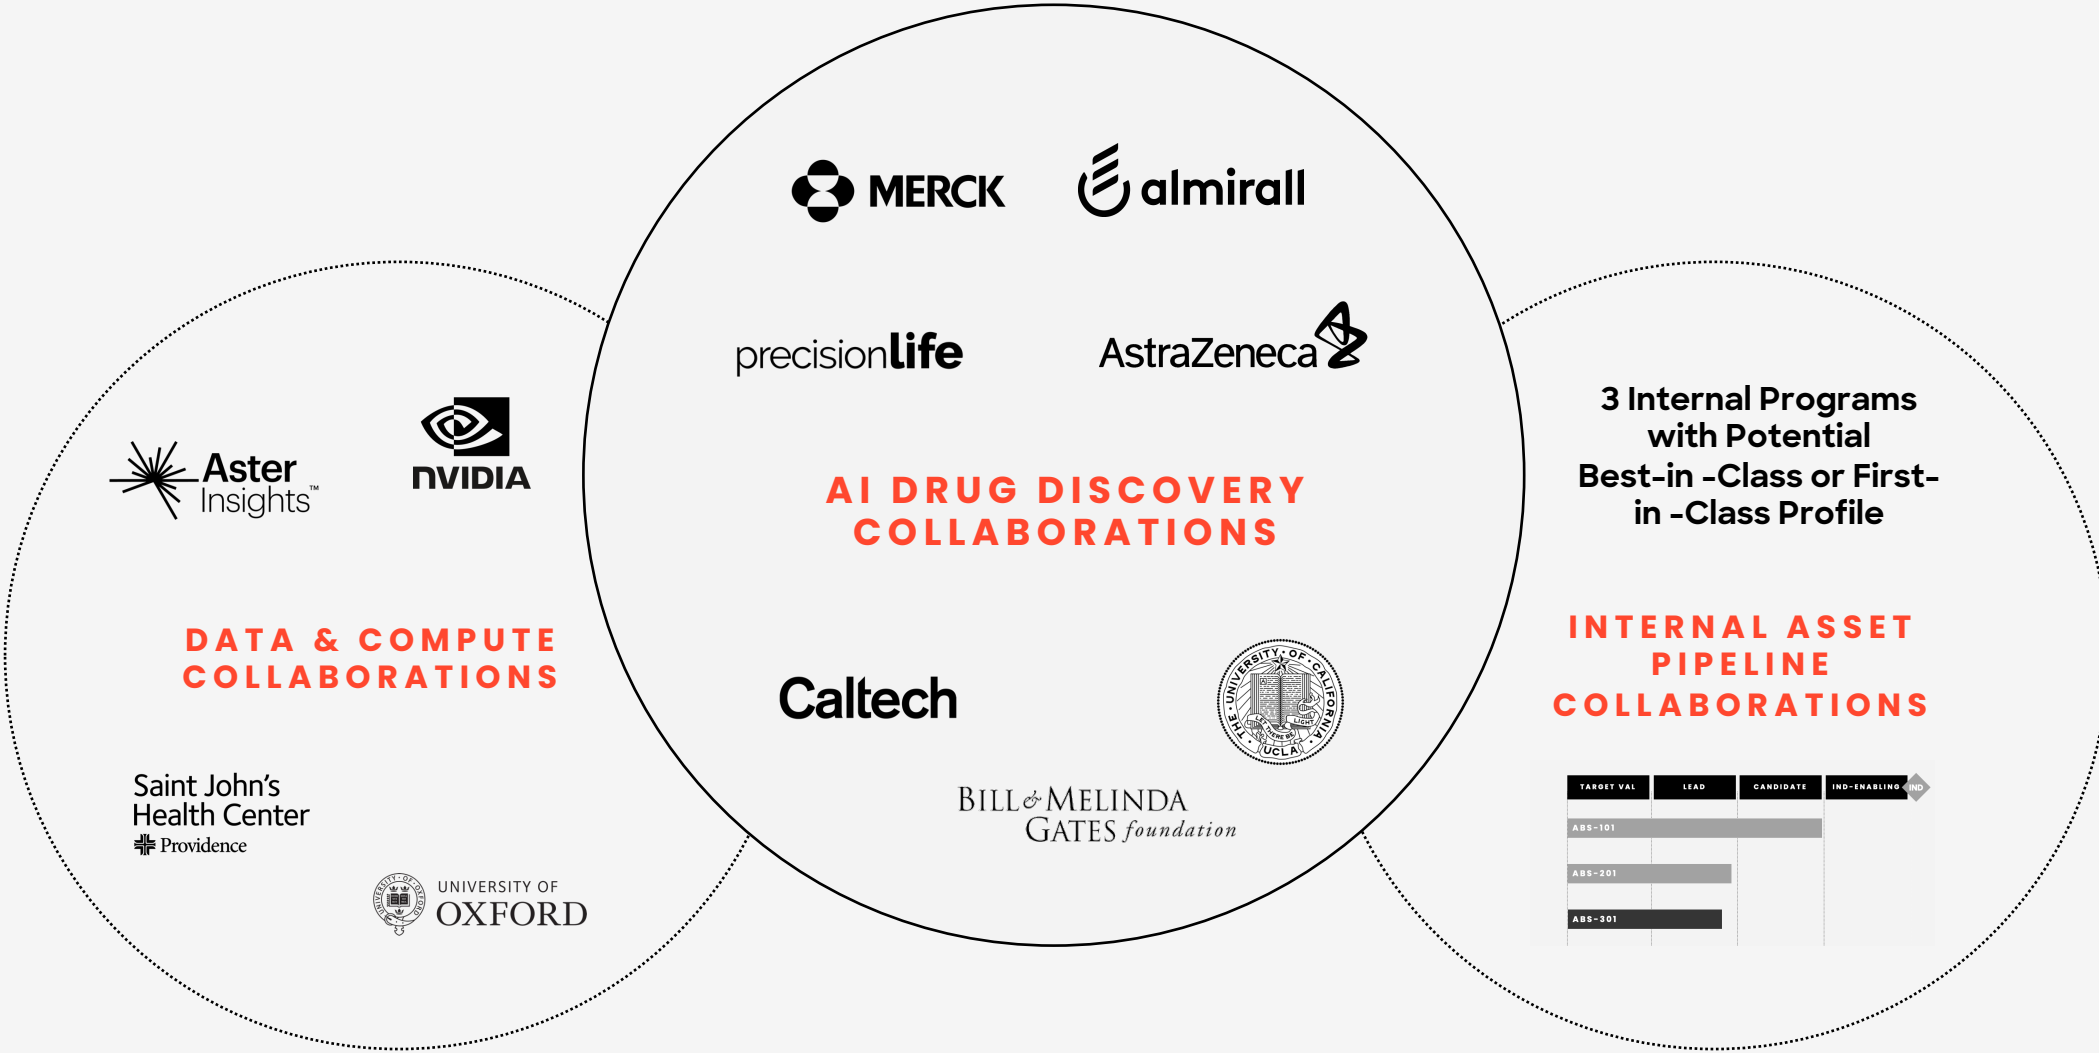 MERCK
almirall
precisionlife
AstraZeneca
AI DRUG DISCOVERY
COLLABORATIONS
Caltech
THE · UNIVERSITY · OF · CALIFORNIA ·
LET THERE BE LIGHT
UCLA
BILL & MELINDA
GATES foundation
Aster
Insights™
NVIDIA
DATA & COMPUTE
COLLABORATIONS
Saint John's
Health Center
Providence
UNIVERSITY OF
OXFORD
UNIVERSITY · OF · OXFORD
3 Internal Programs
with Potential
Best-in -Class or First-
in -Class Profile
INTERNAL ASSET
PIPELINE
COLLABORATIONS
TARGET VAL
LEAD
CANDIDATE
IND-ENABLING
IND
ABS-101
ABS-201
ABS-301